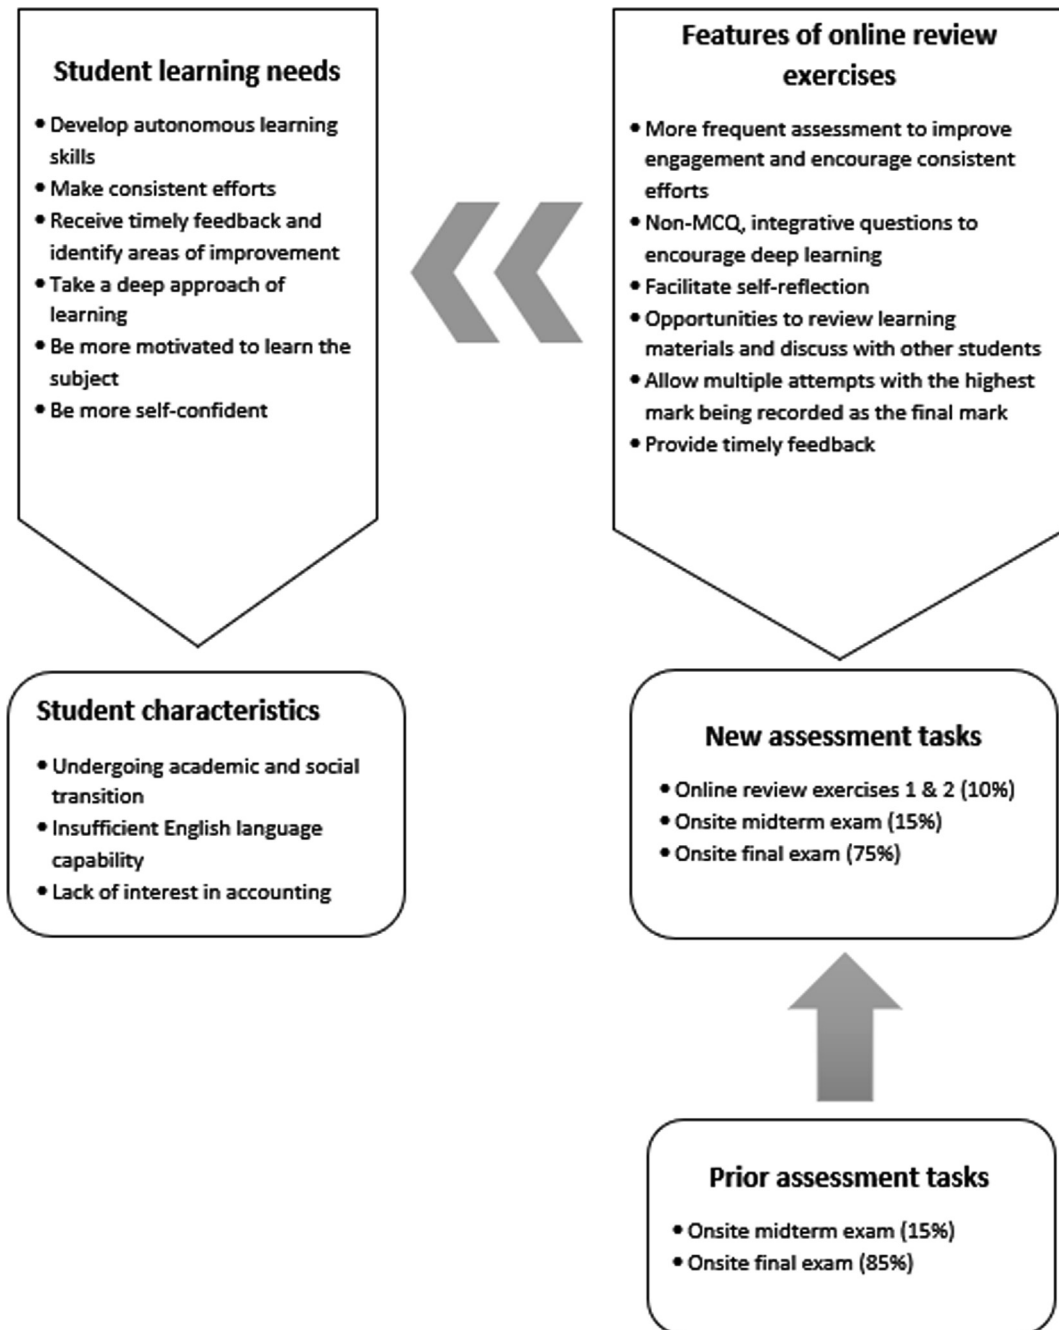 Student learning needs
• Develop autonomous learning
skills
• Make consistent efforts
• Receive timely feedback and
identify areas of improvement
• Take a deep approach of
learning
• Be more motivated to learn the
subject
• Be more self-confident
Features of online review
exercises
• More frequent assessment to improve
engagement and encourage consistent
efforts
• Non-MCQ, integrative questions to
encourage deep learning
• Facilitate self-reflection
• Opportunities to review learning
materials and discuss with other students
• Allow multiple attempts with the highest
mark being recorded as the final mark
• Provide timely feedback
Student characteristics
• Undergoing academic and social
transition
• Insufficient English language
capability
• Lack of interest in accounting
New assessment tasks
• Online review exercises 1 & 2 (10%)
• Onsite midterm exam (15%)
• Onsite final exam (75%)
Prior assessment tasks
• Onsite midterm exam (15%)
• Onsite final exam (85%)